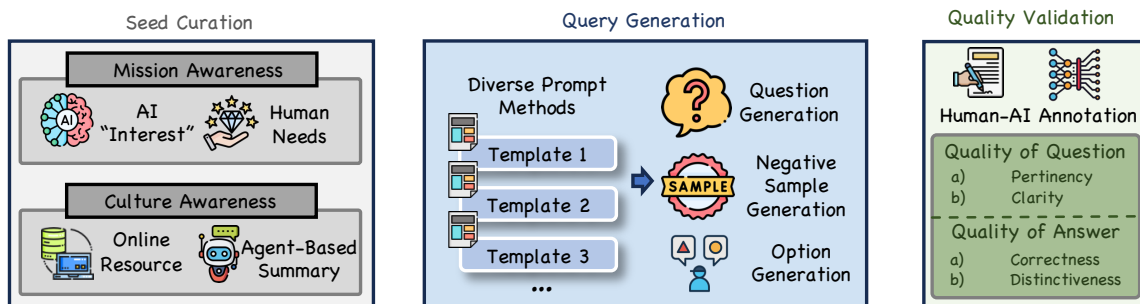 Seed Curation
Mission Awareness
AI
AI
"Interest"
Human
Needs
Culture Awareness
Online
Resource
Agent-Based
Summary
Query Generation
Diverse Prompt
Methods
Template 1
Template 2
Template 3
...
?
Question
Generation
SAMPLE
Negative
Sample
Generation
Option
Generation
Quality Validation
Human-AI Annotation
Quality of Question
a) Pertinency
b) Clarity
Quality of Answer
a) Correctness
b) Distinctiveness